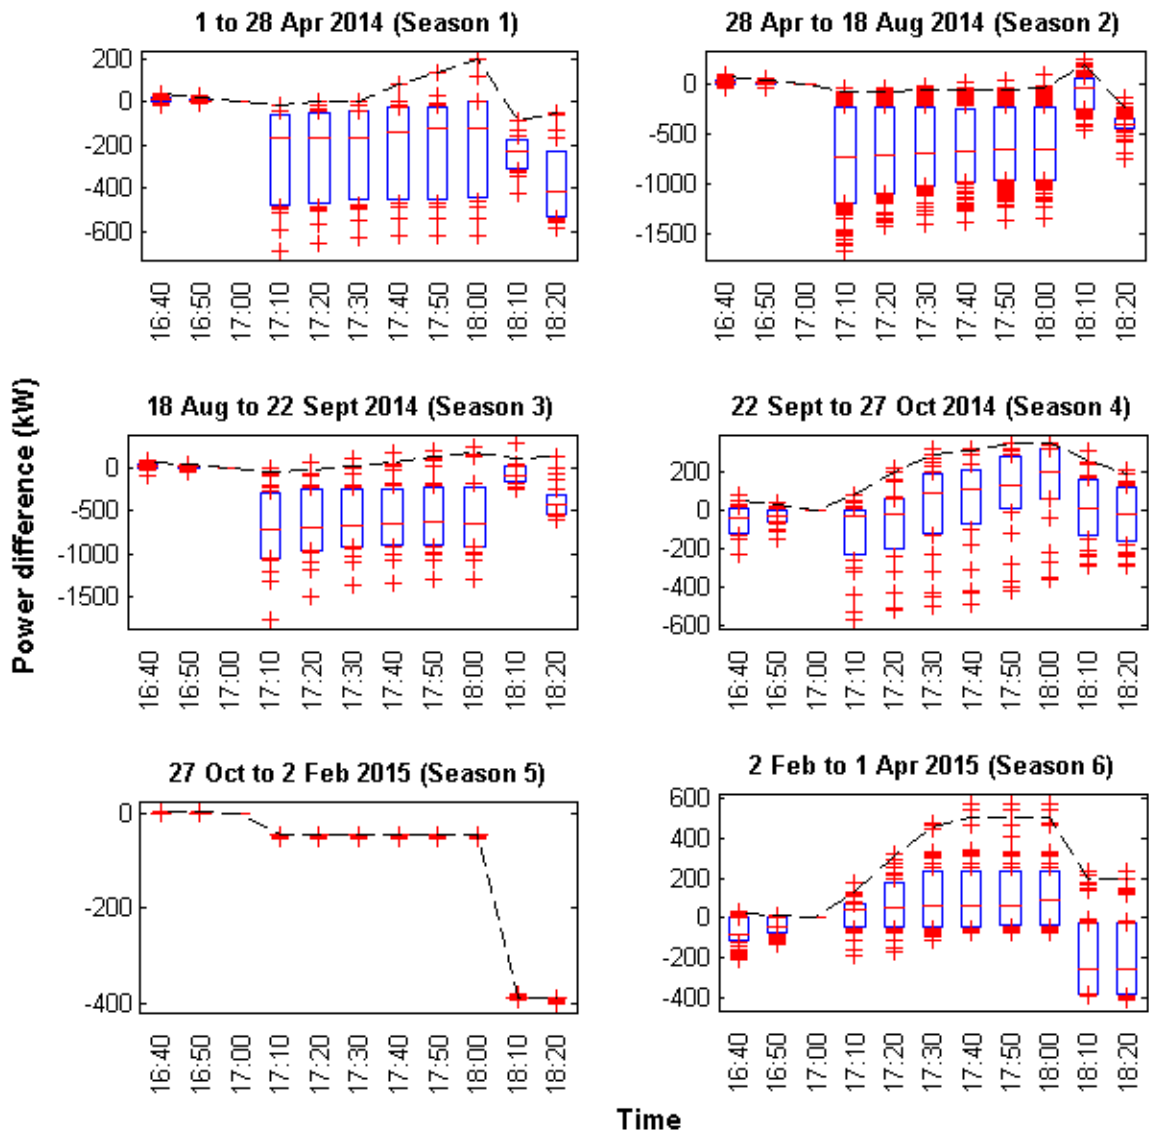 1 to 28 Apr 2014 (Season 1)
200
0
-200
-400
-600
16:40 16:50 17:00 17:10 17:20 17:30 17:40 17:50 18:00 18:10 18:20
28 Apr to 18 Aug 2014 (Season 2)
0
-500
-1000
-1500
16:40 16:50 17:00 17:10 17:20 17:30 17:40 17:50 18:00 18:10 18:20
Power difference (kW)
18 Aug to 22 Sept 2014 (Season 3)
0
-500
-1000
-1500
16:40 16:50 17:00 17:10 17:20 17:30 17:40 17:50 18:00 18:10 18:20
22 Sept to 27 Oct 2014 (Season 4)
200
0
-200
-400
-600
16:40 16:50 17:00 17:10 17:20 17:30 17:40 17:50 18:00 18:10 18:20
27 Oct to 2 Feb 2015 (Season 5)
0
-200
-400
16:40 16:50 17:00 17:10 17:20 17:30 17:40 17:50 18:00 18:10 18:20
2 Feb to 1 Apr 2015 (Season 6)
600
400
200
0
-200
-400
16:40 16:50 17:00 17:10 17:20 17:30 17:40 17:50 18:00 18:10 18:20
Time